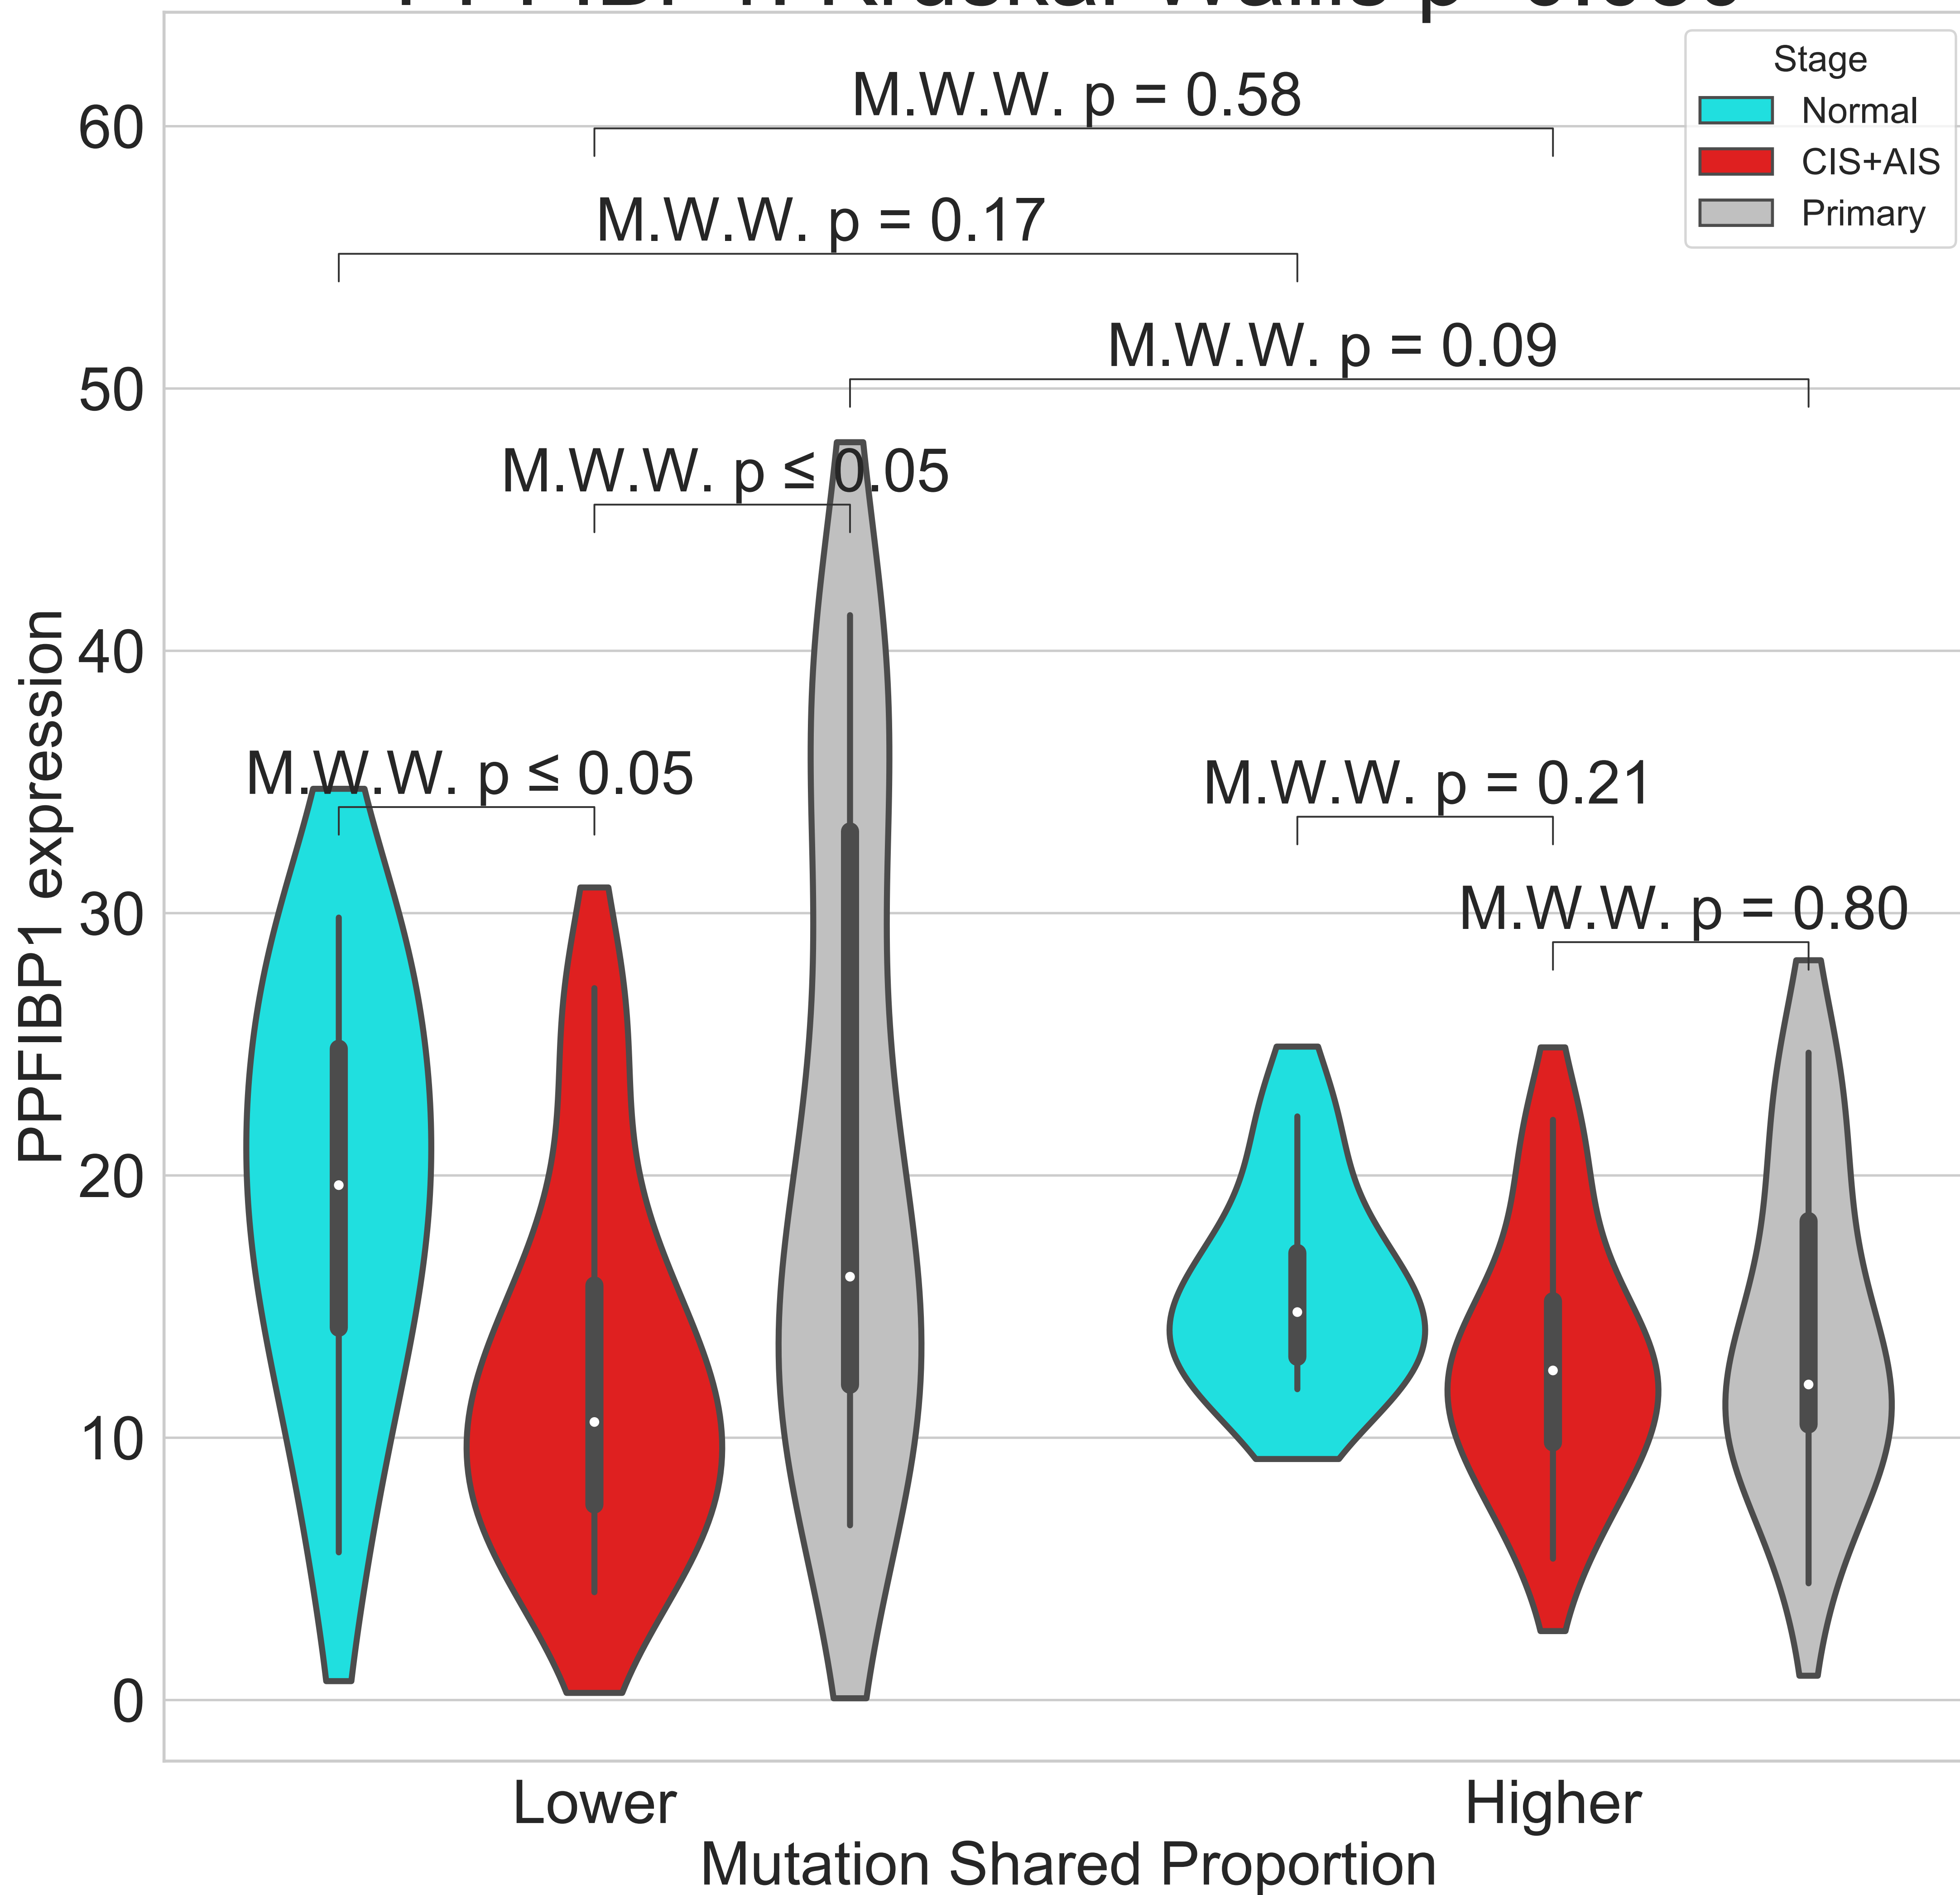 Stage
Normal
CIS+AIS
Primary
M.W.W. p = 0.58
M.W.W. p = 0.17
M.W.W. p = 0.09
M.W.W. p ≤ 0.05
M.W.W. p ≤ 0.05
M.W.W. p = 0.21
M.W.W. p = 0.80
60
50
40
30
20
10
0
PPFIBP1 expression
Lower
Higher
Mutation Shared Proportion